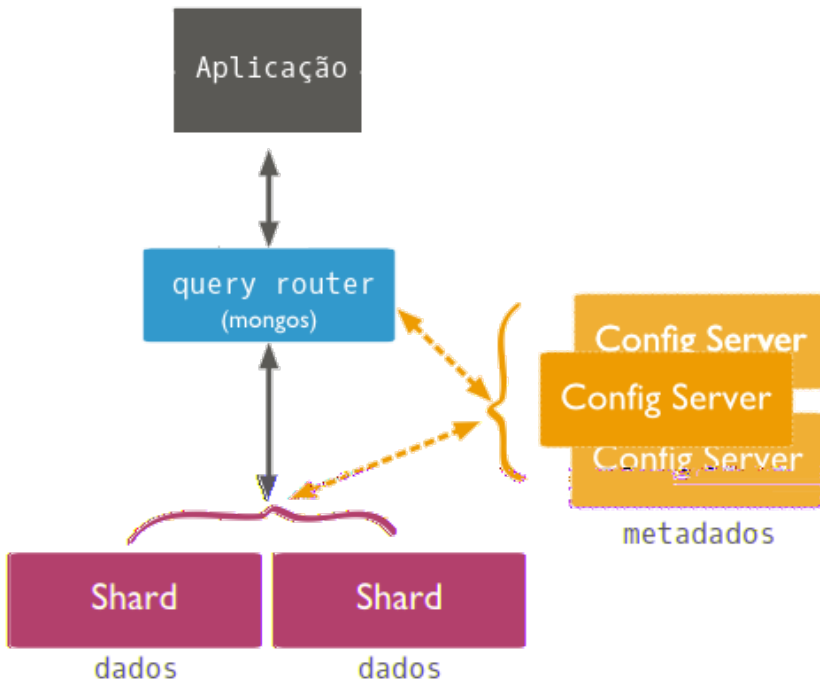 Aplicação
query router
(mongos)
Config Server
Config Server
Config Server
metadados
Shard
Shard
dados
dados